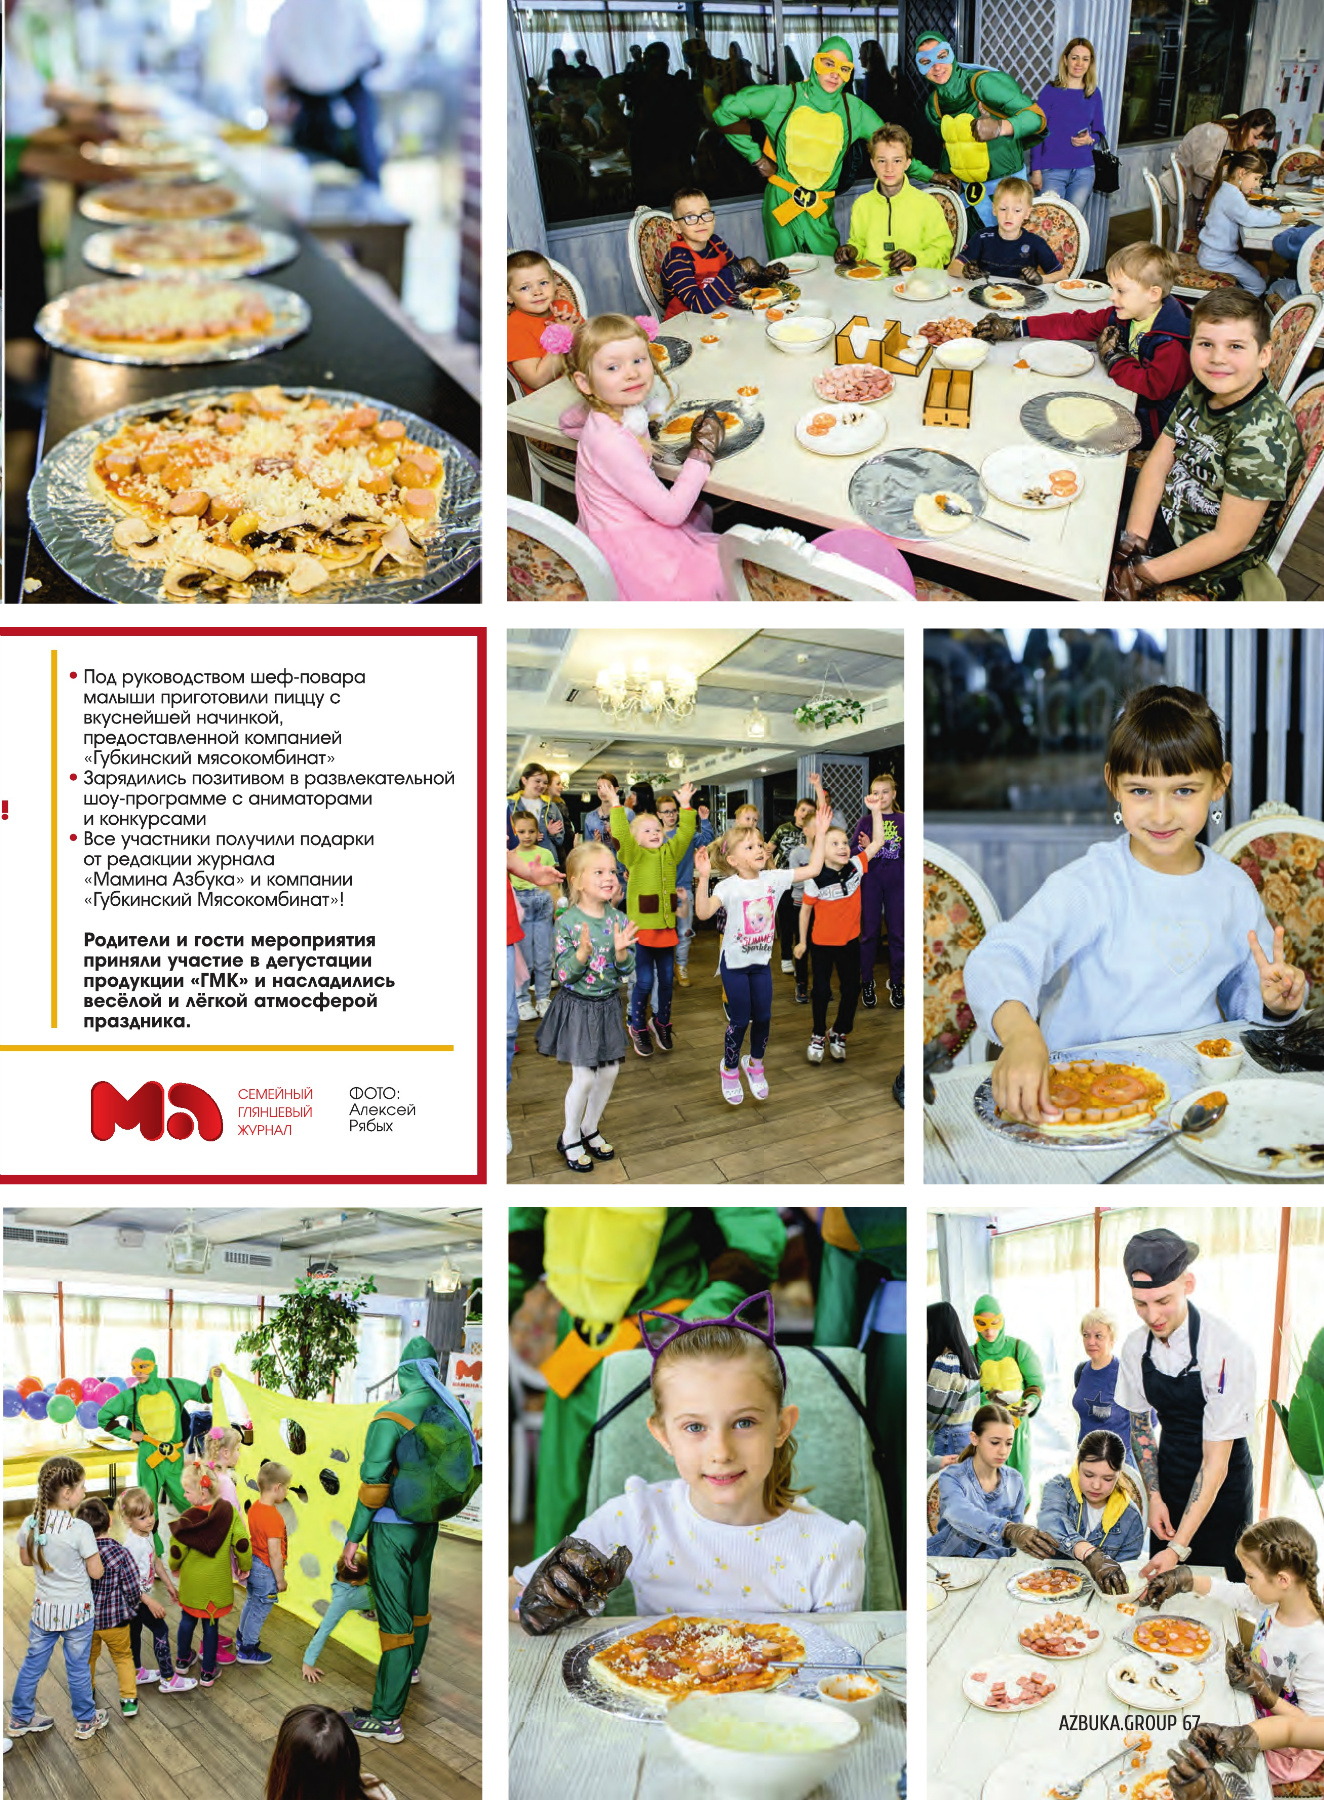 • Под руководством шеф-повара
малыши приготовили пиццу с
вкуснейшей начинкой,
предоставленной компанией
«Губкинский мясокомбинат»
• Зарядились позитивом в развлекательной
шоу-программе с аниматорами
и конкурсами
• Все участники получили подарки
от редакции журнала
«Мамина Азбука» и компании
«Губкинский Мясокомбинат»!
Родители и гости мероприятия
приняли участие в дегустации
продукции «ГМК» и насладились
весёлой и лёгкой атмосферой
праздника.
!
МА
СЕМЕЙНЫЙ
ГЛЯНЦЕВЫЙ
ЖУРНАЛ
ФОТО:
Алексей
Рябых
L
SUMMER
Sparkles
AZBUKA.GROUP 67